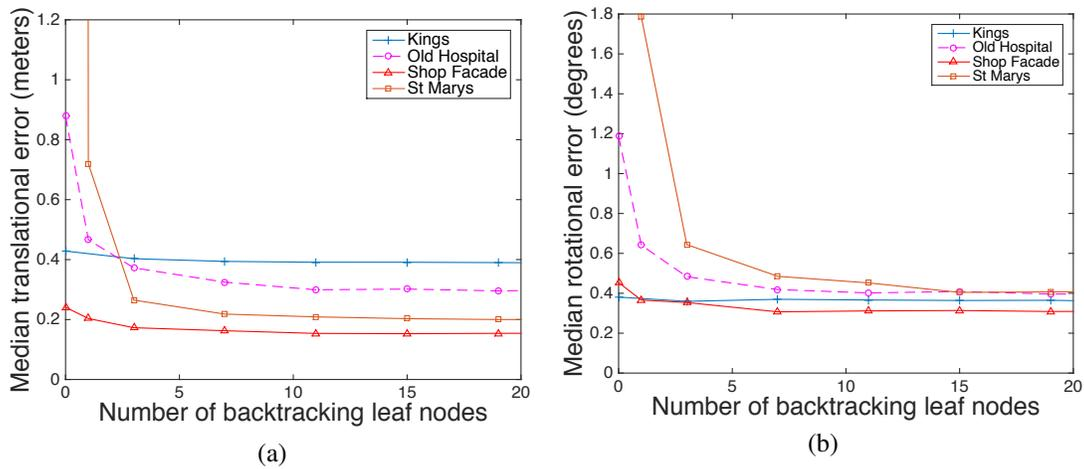 Median translational error (meters)
1.2
1
0.8
0.6
0.4
0.2
0
0 5 10 15 20
Number of backtracking leaf nodes
Kings
Old Hospital
Shop Facade
St Marys
(a)
Median rotational error (degrees)
1.8
1.6
1.4
1.2
1
0.8
0.6
0.4
0.2
0
0 5 10 15 20
Number of backtracking leaf nodes
Kings
Old Hospital
Shop Facade
St Marys
(b)